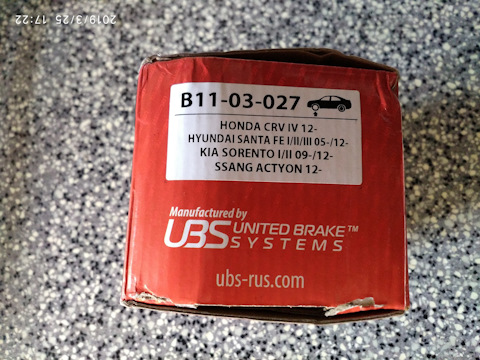 2019/3/25 17:22
B11-03-027
HONDA CRV IV 12-
HYUNDAI SANTA FE I/II/III 05-/12-
KIA SORENTO I/II 09-/12-
SSANG ACTYON 12-
Manufactured by
UBS UNITED BRAKE™
SYSTEMS
ubs-rus.com